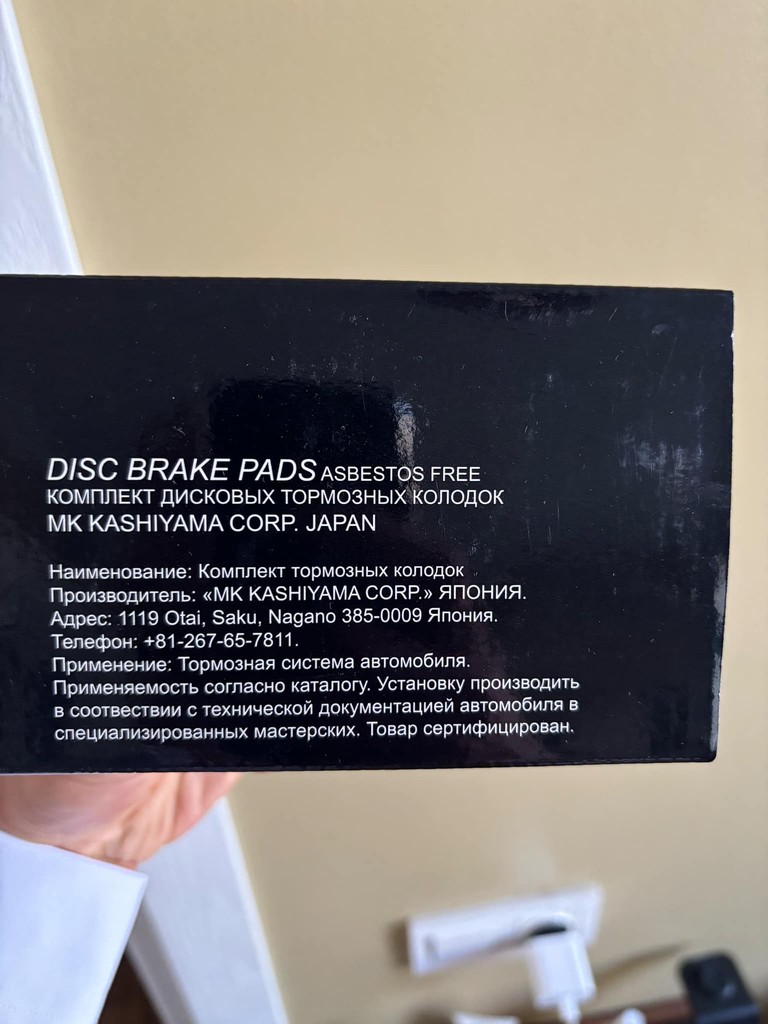 DISC BRAKE PADS ASBESTOS FREE
КОМПЛЕКТ ДИСКОВЫХ ТОРМОЗНЫХ КОЛОДОК
MK KASHIYAMA CORP. JAPAN
Наименование: Комплект тормозных колодок
Производитель: «MK KASHIYAMA CORP.» ЯПОНИЯ.
Адрес: 1119 Otai, Saku, Nagano 385-0009 Япония.
Телефон: +81-267-65-7811.
Применение: Тормозная система автомобиля.
Применяемость согласно каталогу. Установку производить
в соотвествии с технической документацией автомобиля в
специализированных мастерских. Товар сертифицирован.